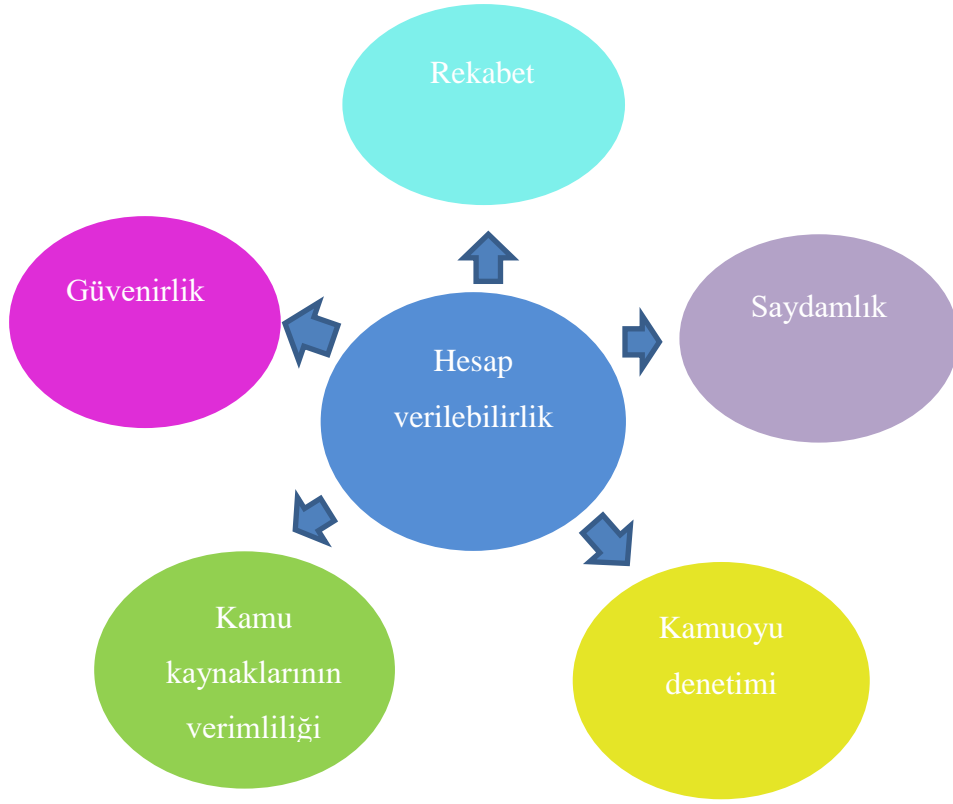 Rekabet
Güvenirlik
Saydamlık
Hesap
verilebilirlik
Kamu
kaynaklarının
verimliliği
Kamuoyu
denetimi